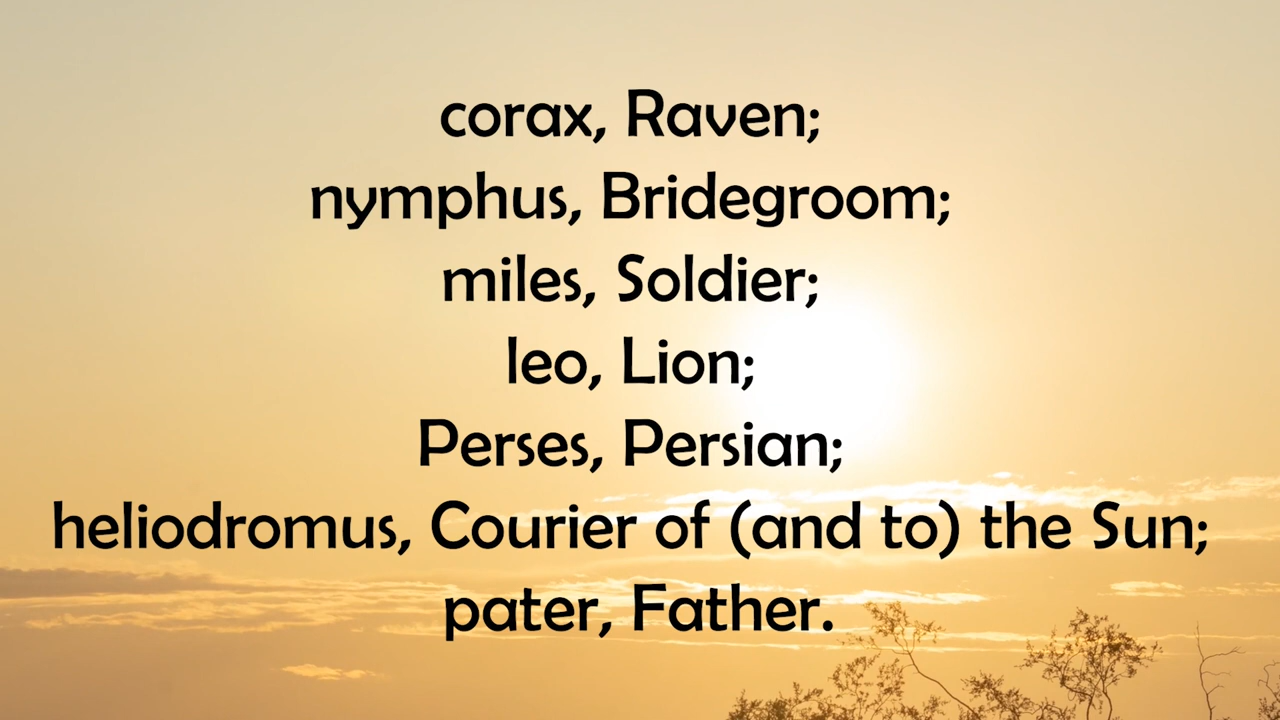 corax, Raven;
nymphus, Bridegroom;
miles, Soldier;
leo, Lion;
Perses, Persian;
heliodromus, Courier of (and to) the Sun;
pater, Father.